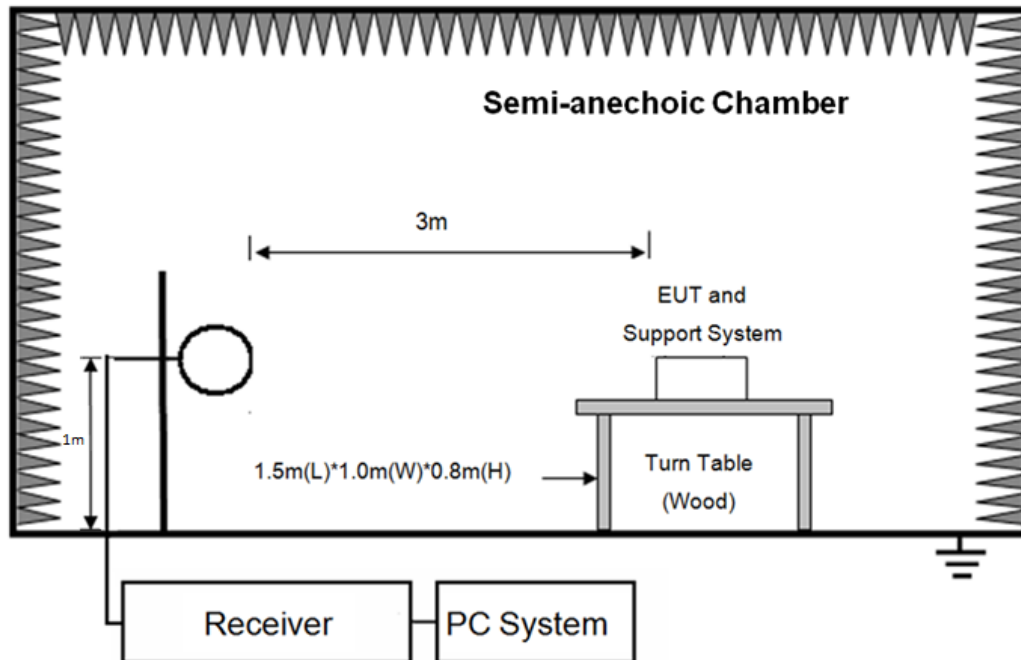 Semi-anechoic Chamber
3m
EUT and
Support System
1m
1.5m(L)*1.0m(W)*0.8m(H)
Turn Table
(Wood)
Receiver
PC System